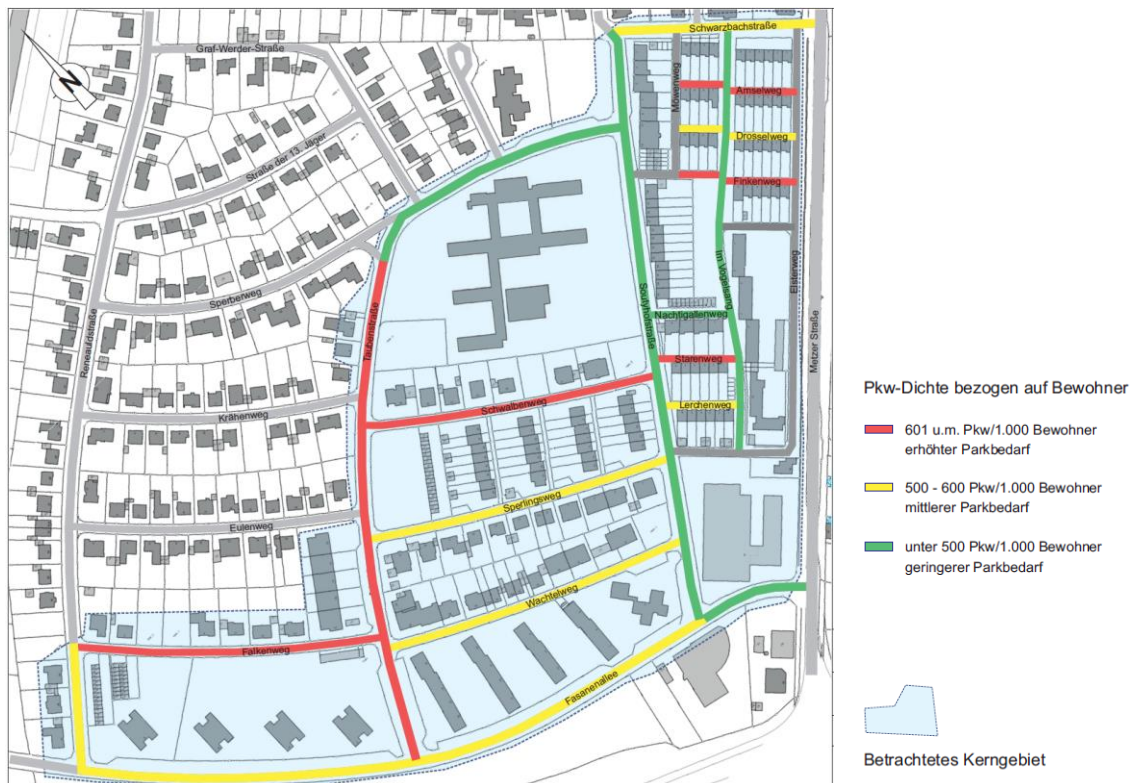 Schwarzbachstraße
Graf-Werder-Straße
N
Möwenweg
Amselweg
Drosselweg
Straße der 13. Jäger
Finkenweg
Sperberweg
Im Vogelsang
Elsterweg
Soutyhofstraße
Nachtigallenweg
Reneauldstraße
Taubenstraße
Metzer Straße
Starenweg
Schwalbenweg
Krähenweg
Lerchenweg
Sperlingsweg
Eulenweg
Wachtelweg
Falkenweg
Fasanenallee
Pkw-Dichte bezogen auf Bewohner
601 u.m. Pkw/1.000 Bewohner
erhöhter Parkbedarf
500 - 600 Pkw/1.000 Bewohner
mittlerer Parkbedarf
unter 500 Pkw/1.000 Bewohner
geringerer Parkbedarf
Betrachtetes Kerngebiet